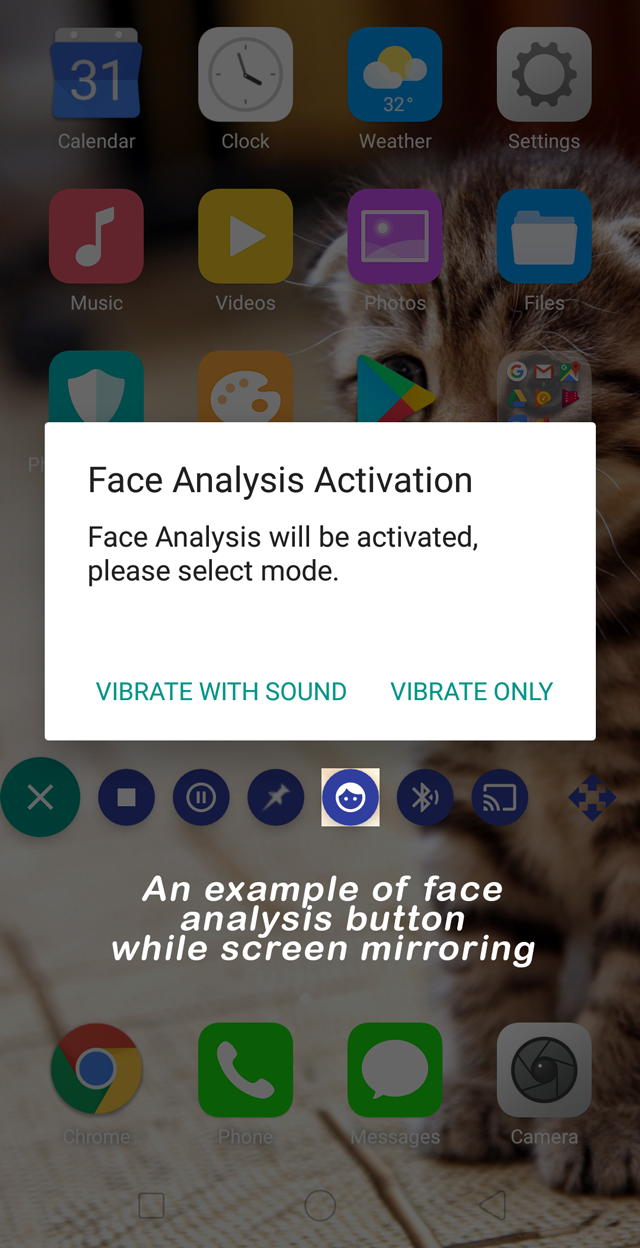 31
32°
Calendar
Clock
Weather
Settings
Music
Videos
Photos
Files
Face Analysis Activation
Face Analysis will be activated,
please select mode.
VIBRATE WITH SOUND
VIBRATE ONLY
An example of face
analysis button
while screen mirroring
Chrome
Phone
Messages
Camera